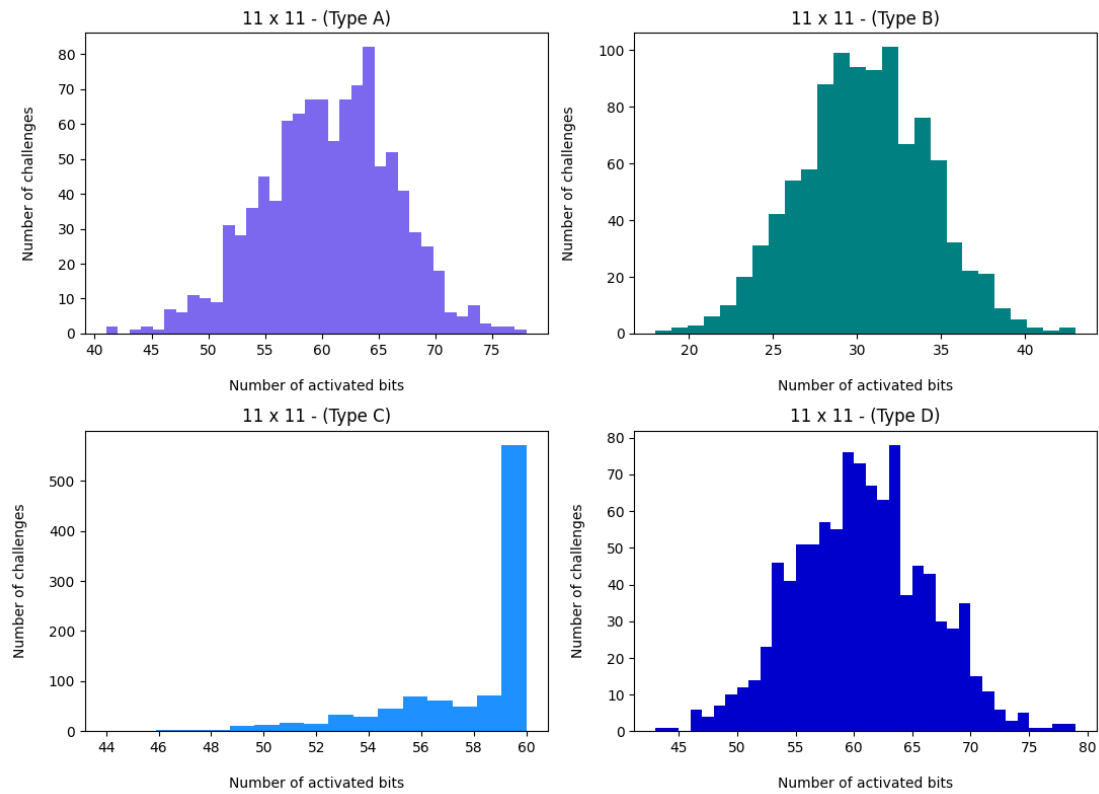 11 x 11 - (Type A)
Number of challenges
80
70
60
50
40
30
20
10
0
40 45 50 55 60 65 70 75
Number of activated bits
11 x 11 - (Type B)
Number of challenges
100
80
60
40
20
0
20 25 30 35 40
Number of activated bits
11 x 11 - (Type C)
Number of challenges
500
400
300
200
100
0
44 46 48 50 52 54 56 58 60
Number of activated bits
11 x 11 - (Type D)
Number of challenges
80
70
60
50
40
30
20
10
0
45 50 55 60 65 70 75 80
Number of activated bits